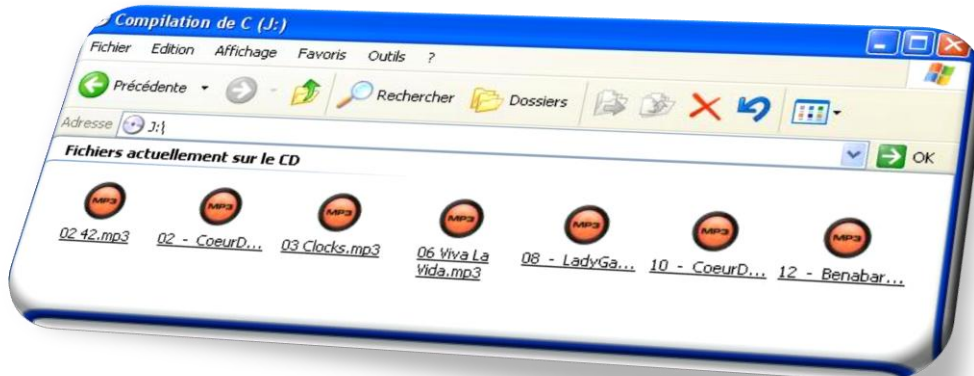 Compilation de C (J:)
Fichier Edition Affichage Favoris Outils ?
Précédente Rechercher Dossiers
Adresse J:\ OK
Fichiers actuellement sur le CD
MP3 MP3 MP3 MP3 MP3 MP3 MP3
02 42.mp3 02 - CoeurD... 03 Clocks.mp3 06 Viva La Vida.mp3 08 - LadyGa... 10 - CoeurD... 12 - Benabar...